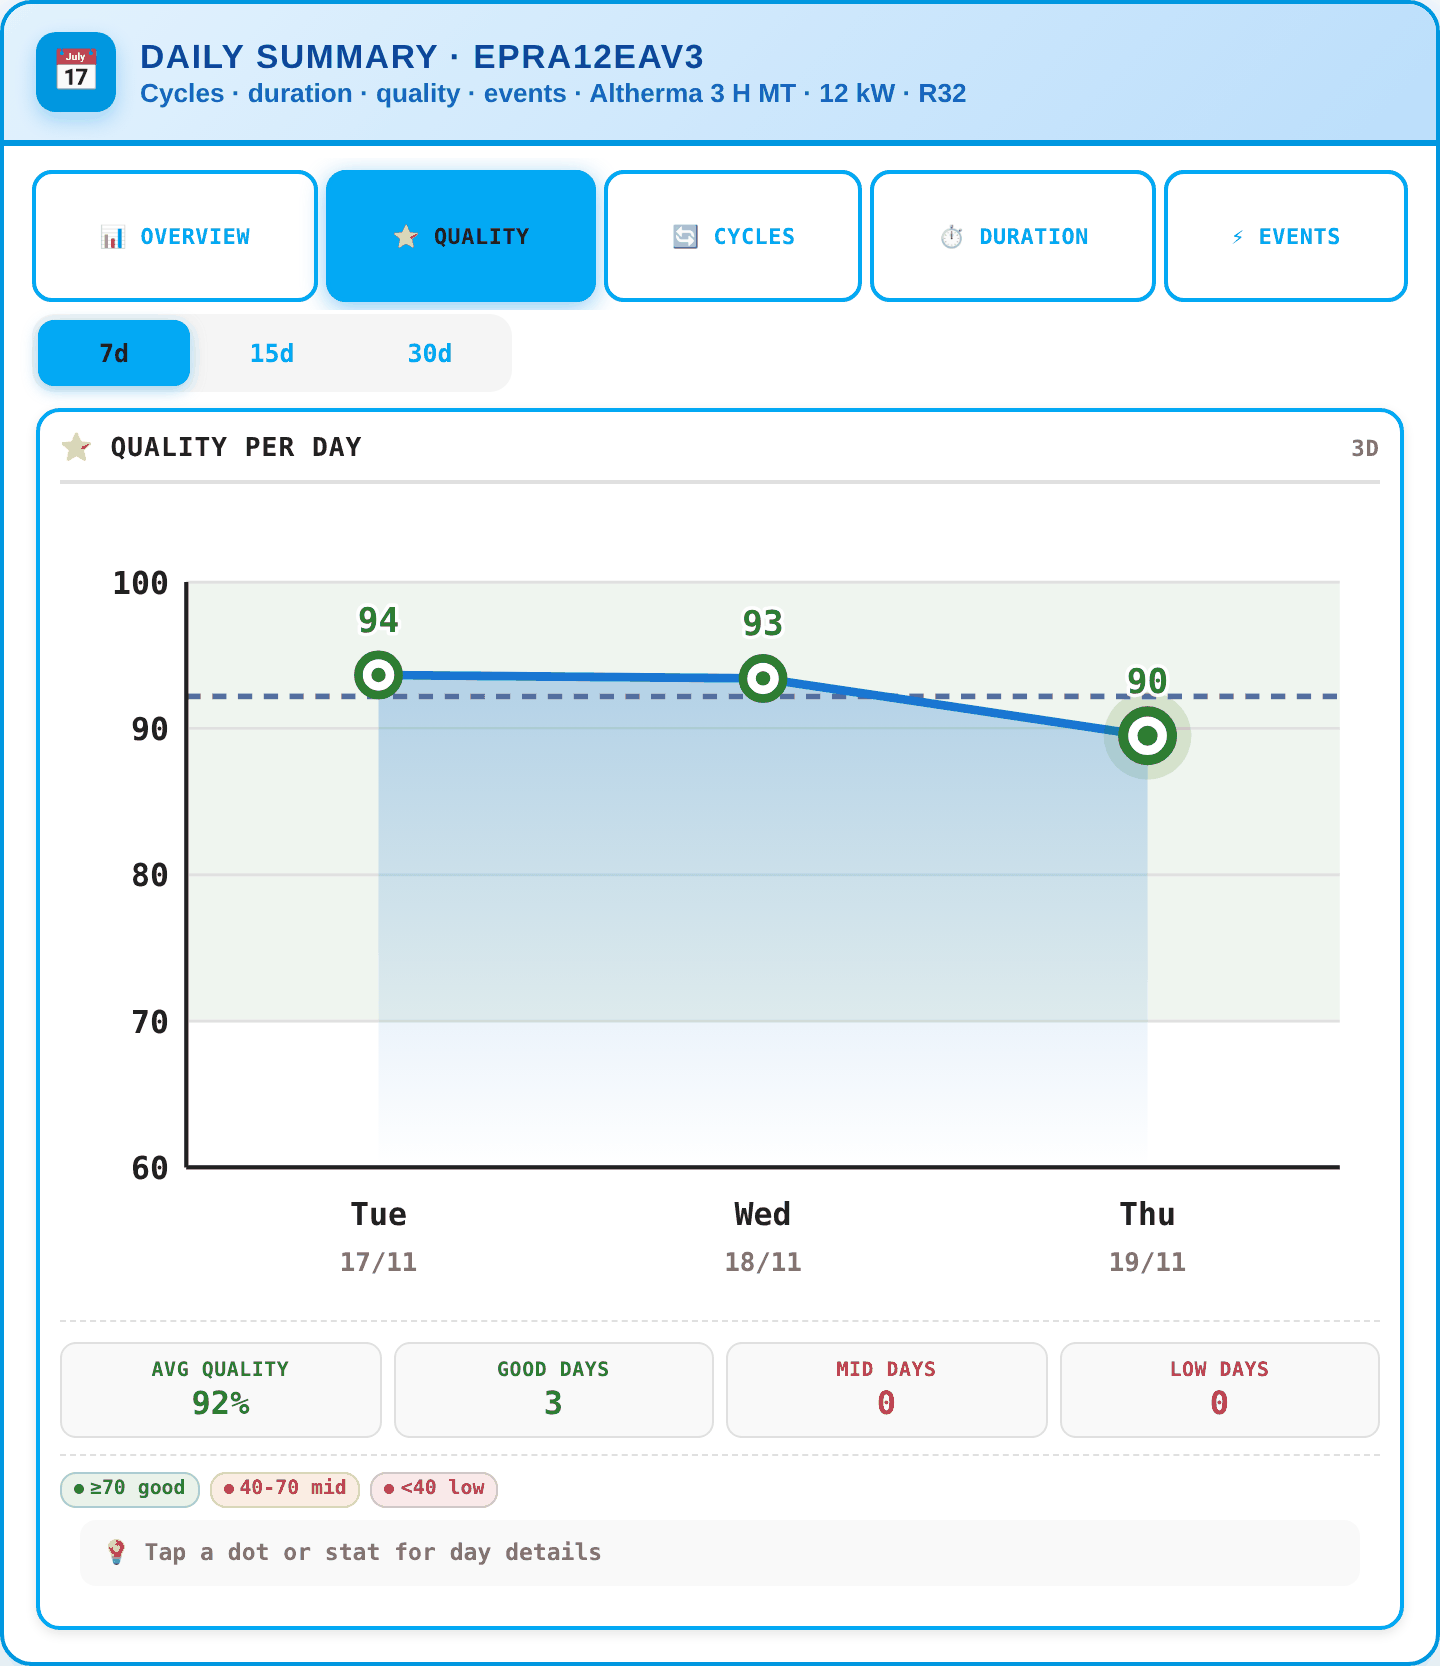 July
17
DAILY SUMMARY · EPRA12EAV3
Cycles · duration · quality · events · Altherma 3 H MT · 12 kW · R32
OVERVIEW
QUALITY
CYCLES
DURATION
EVENTS
7d
15d
30d
QUALITY PER DAY
3D
100
90
80
70
60
94
93
90
Tue
Wed
Thu
17/11
18/11
19/11
AVG QUALITY
92%
GOOD DAYS
3
MID DAYS
0
LOW DAYS
0
≥70 good
40-70 mid
<40 low
Tap a dot or stat for day details